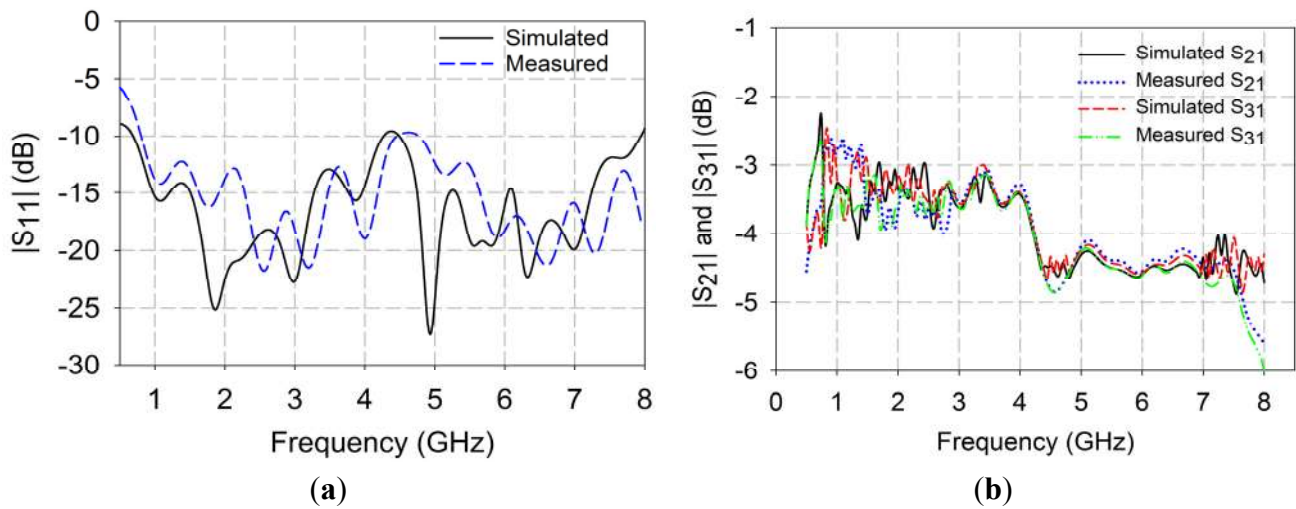 0
-5
-10
-15
-20
-25
-30
|S11| (dB)
Simulated
Measured
1 2 3 4 5 6 7 8
Frequency (GHz)
(a)
-1
-2
-3
-4
-5
-6
|S21| and |S31| (dB)
Simulated S21
Measured S21
Simulated S31
Measured S31
0 1 2 3 4 5 6 7 8
Frequency (GHz)
(b)